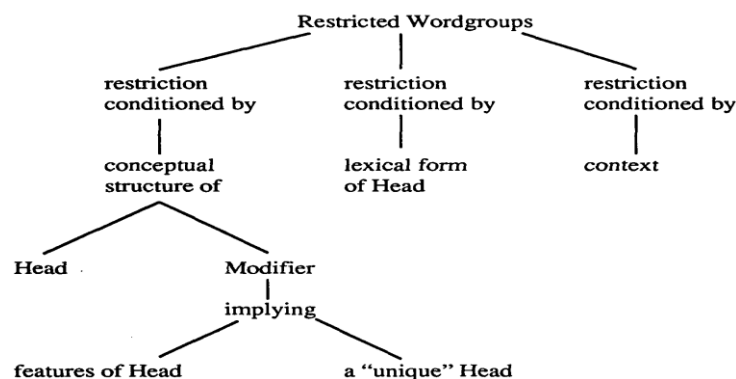 Restricted Wordgroups
restriction
conditioned by
restriction
conditioned by
restriction
conditioned by
conceptual
structure of
lexical form
of Head
context
Head
Modifier
implying
features of Head
a “unique” Head